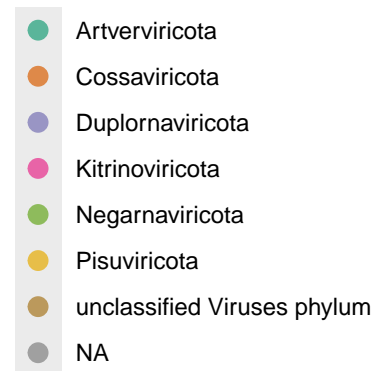 Artverviricota
Cossaviricota
Duplornaviricota
Kitrinoviricota
Negarnaviricota
Pisuviricota
unclassified Viruses phylum
NA